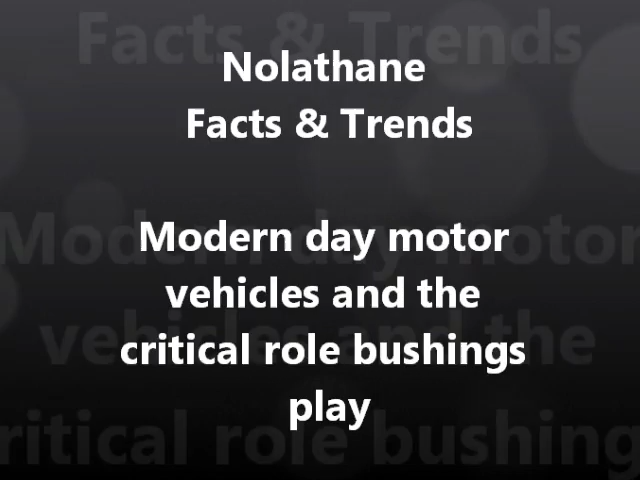 Nolathane
Facts & Trends
Modern day motor
vehicles and the
critical role bushings
play